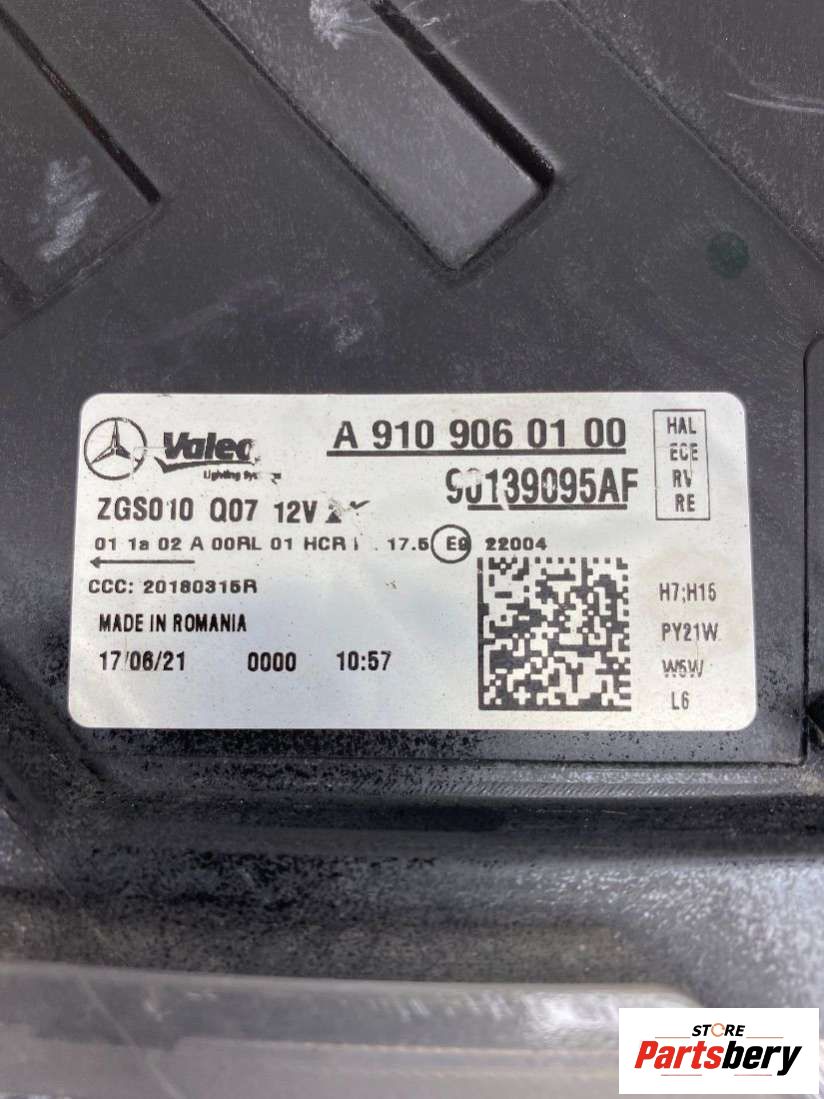 Valeo
Lighting Systems
A 910 906 01 00
90139095AF
HAL
ECE
RV
RE
ZGS010 Q07 12V
01 1a 02 A 00RL 01 HCR 17.5 E9 22004
CCC: 20180315R
MADE IN ROMANIA
17/06/21 0000 10:57
H7;H15
PY21W
W5W
L6
STORE
Partsbery